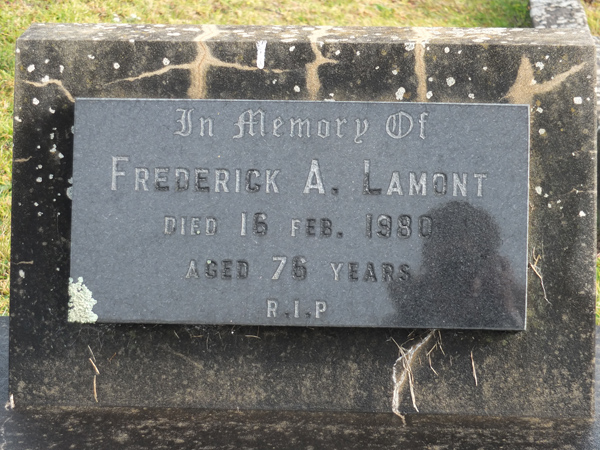 In Memory Of
FREDERICK A. LAMONT
DIED 16 FEB. 1980
AGED 76 YEARS
R.I.P